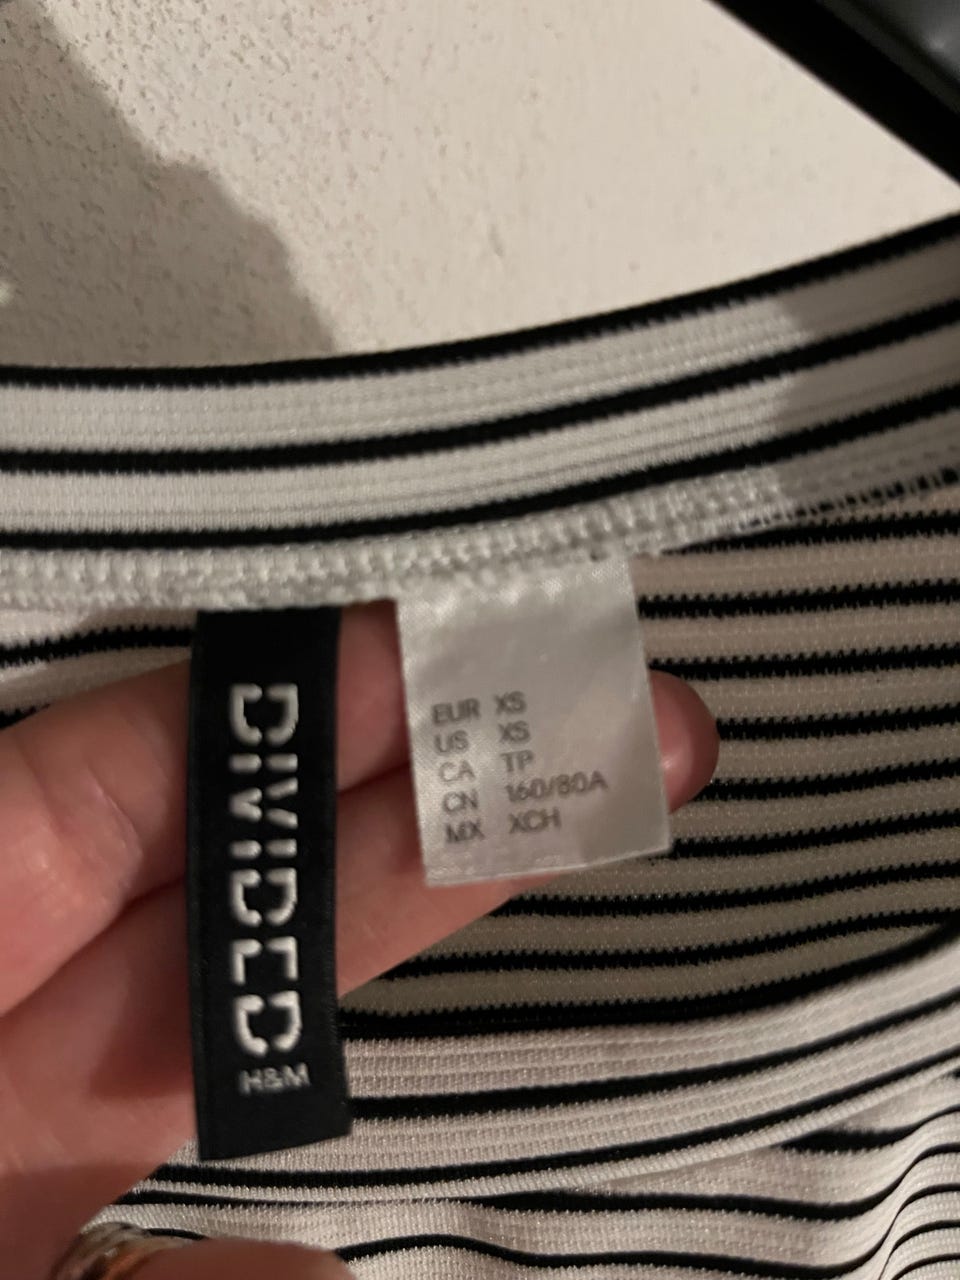 DIVIDED
H&M
EUR XS
US XS
CA TP
CN 160/80A
MX XCH